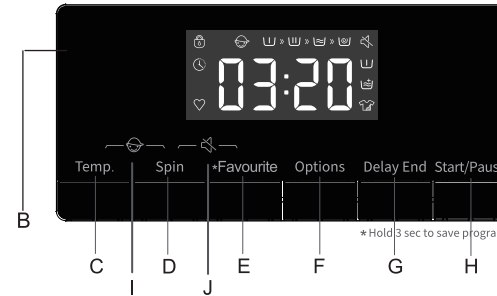 03:20
B
Temp. Spin *Favourite Options Delay End Start/Paus
* Hold 3 sec to save progra
C D E F G H
I J